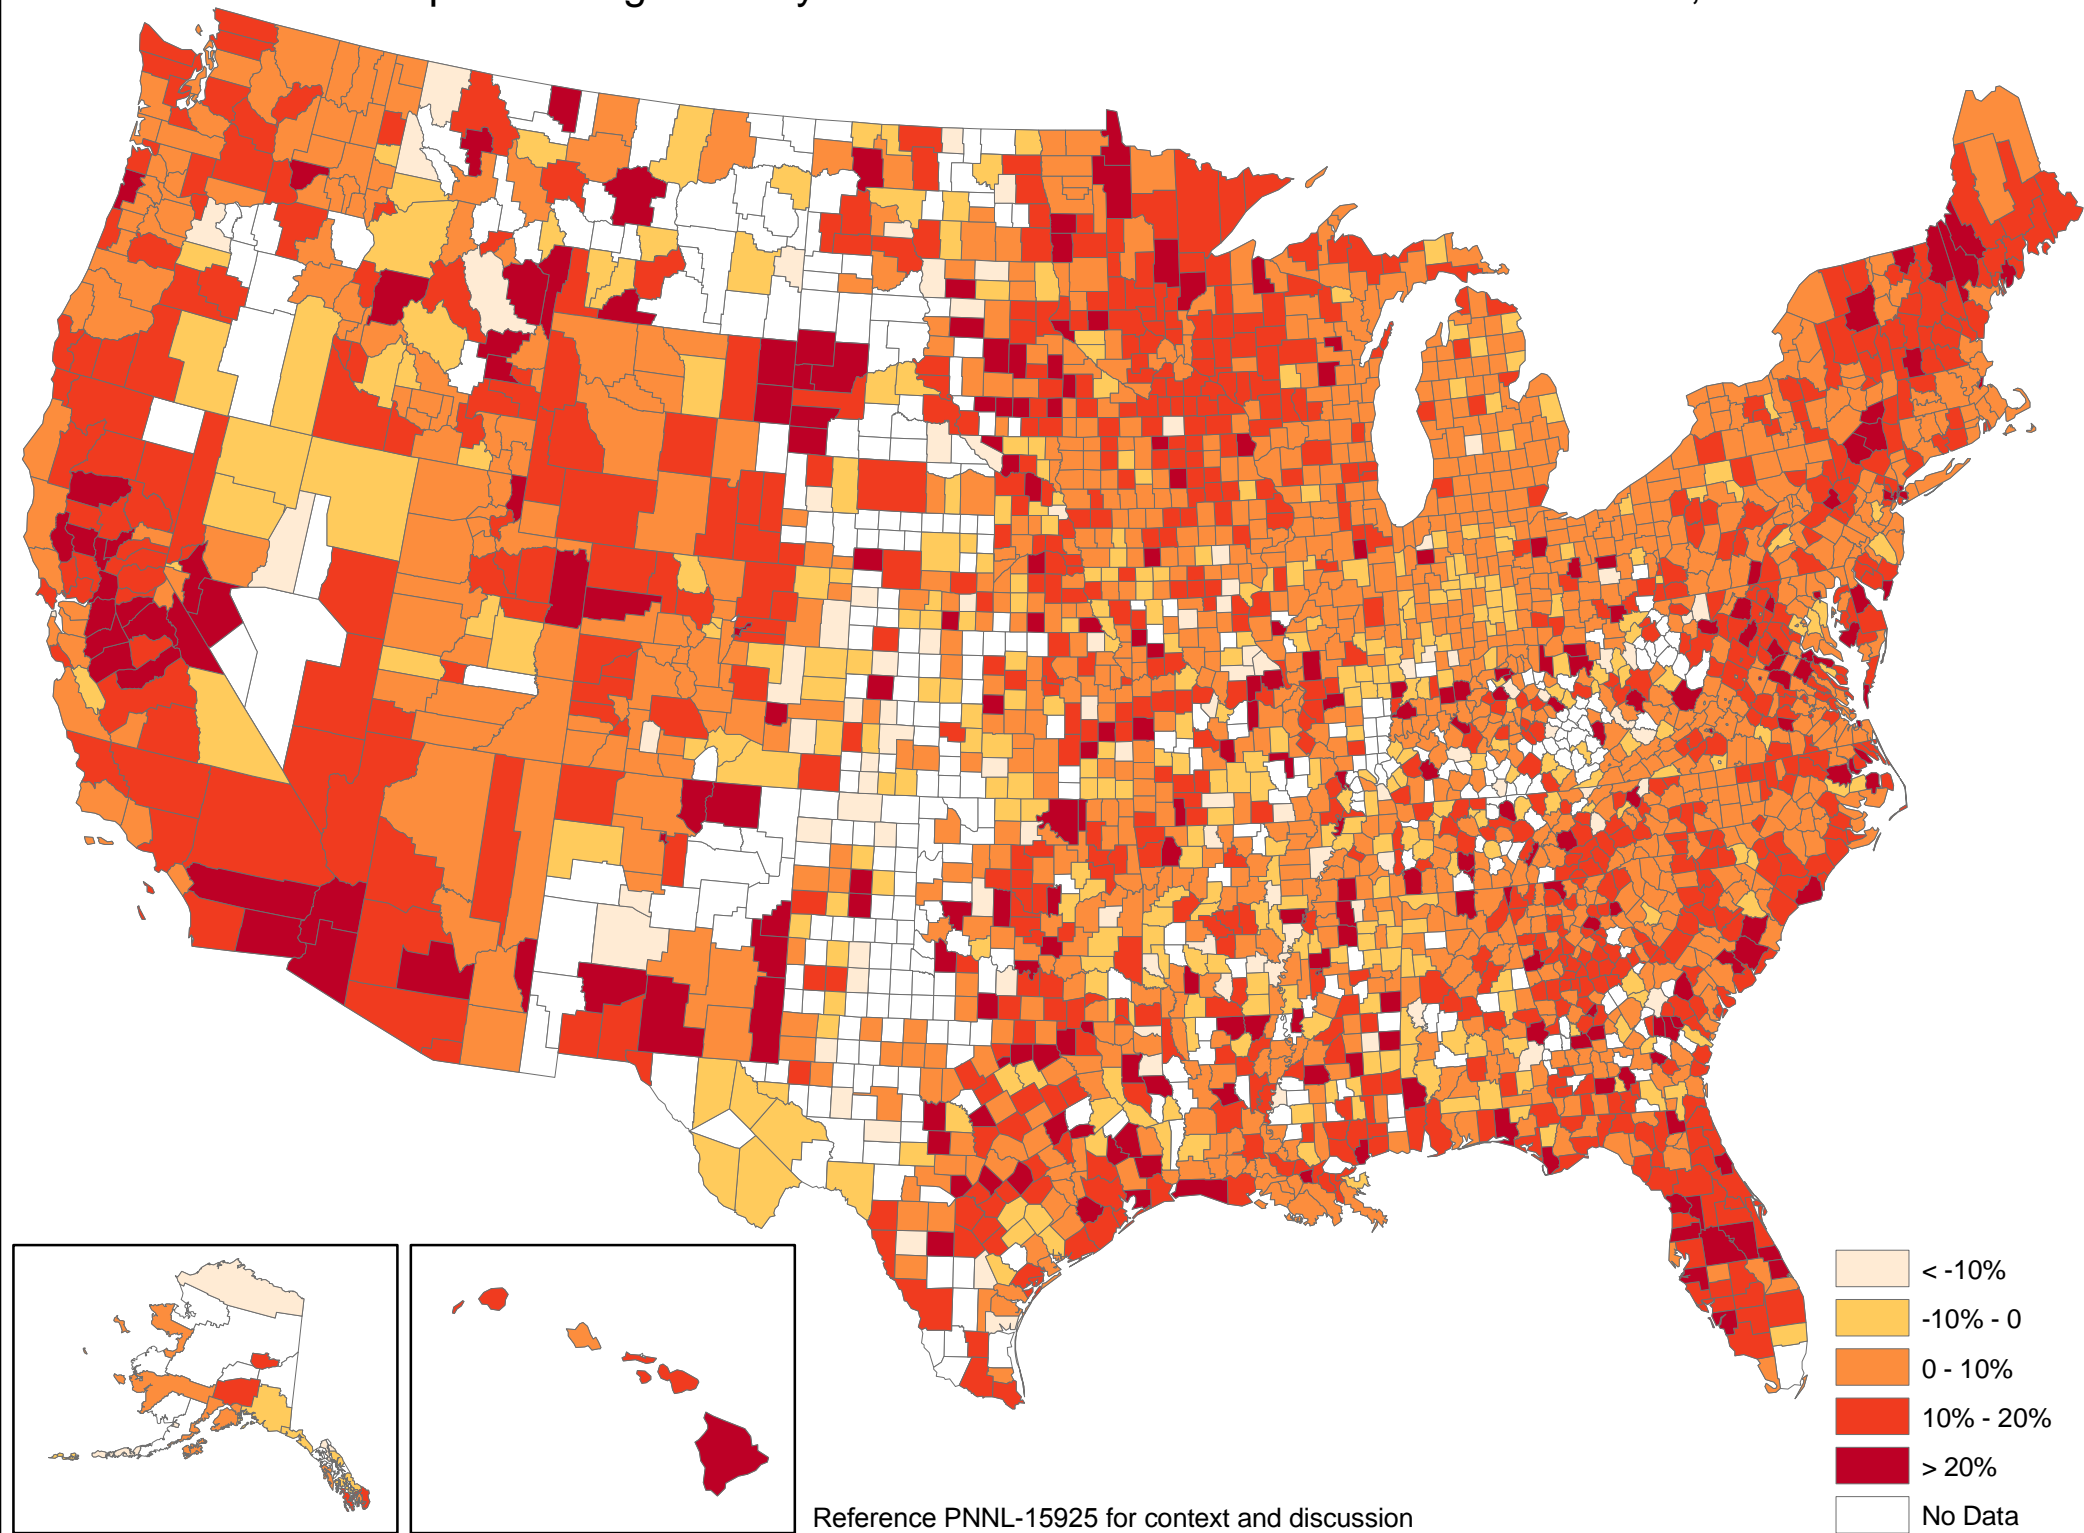 < -10%
-10% - 0
0 - 10%
10% - 20%
> 20%
No Data
Reference PNNL-15925 for context and discussion